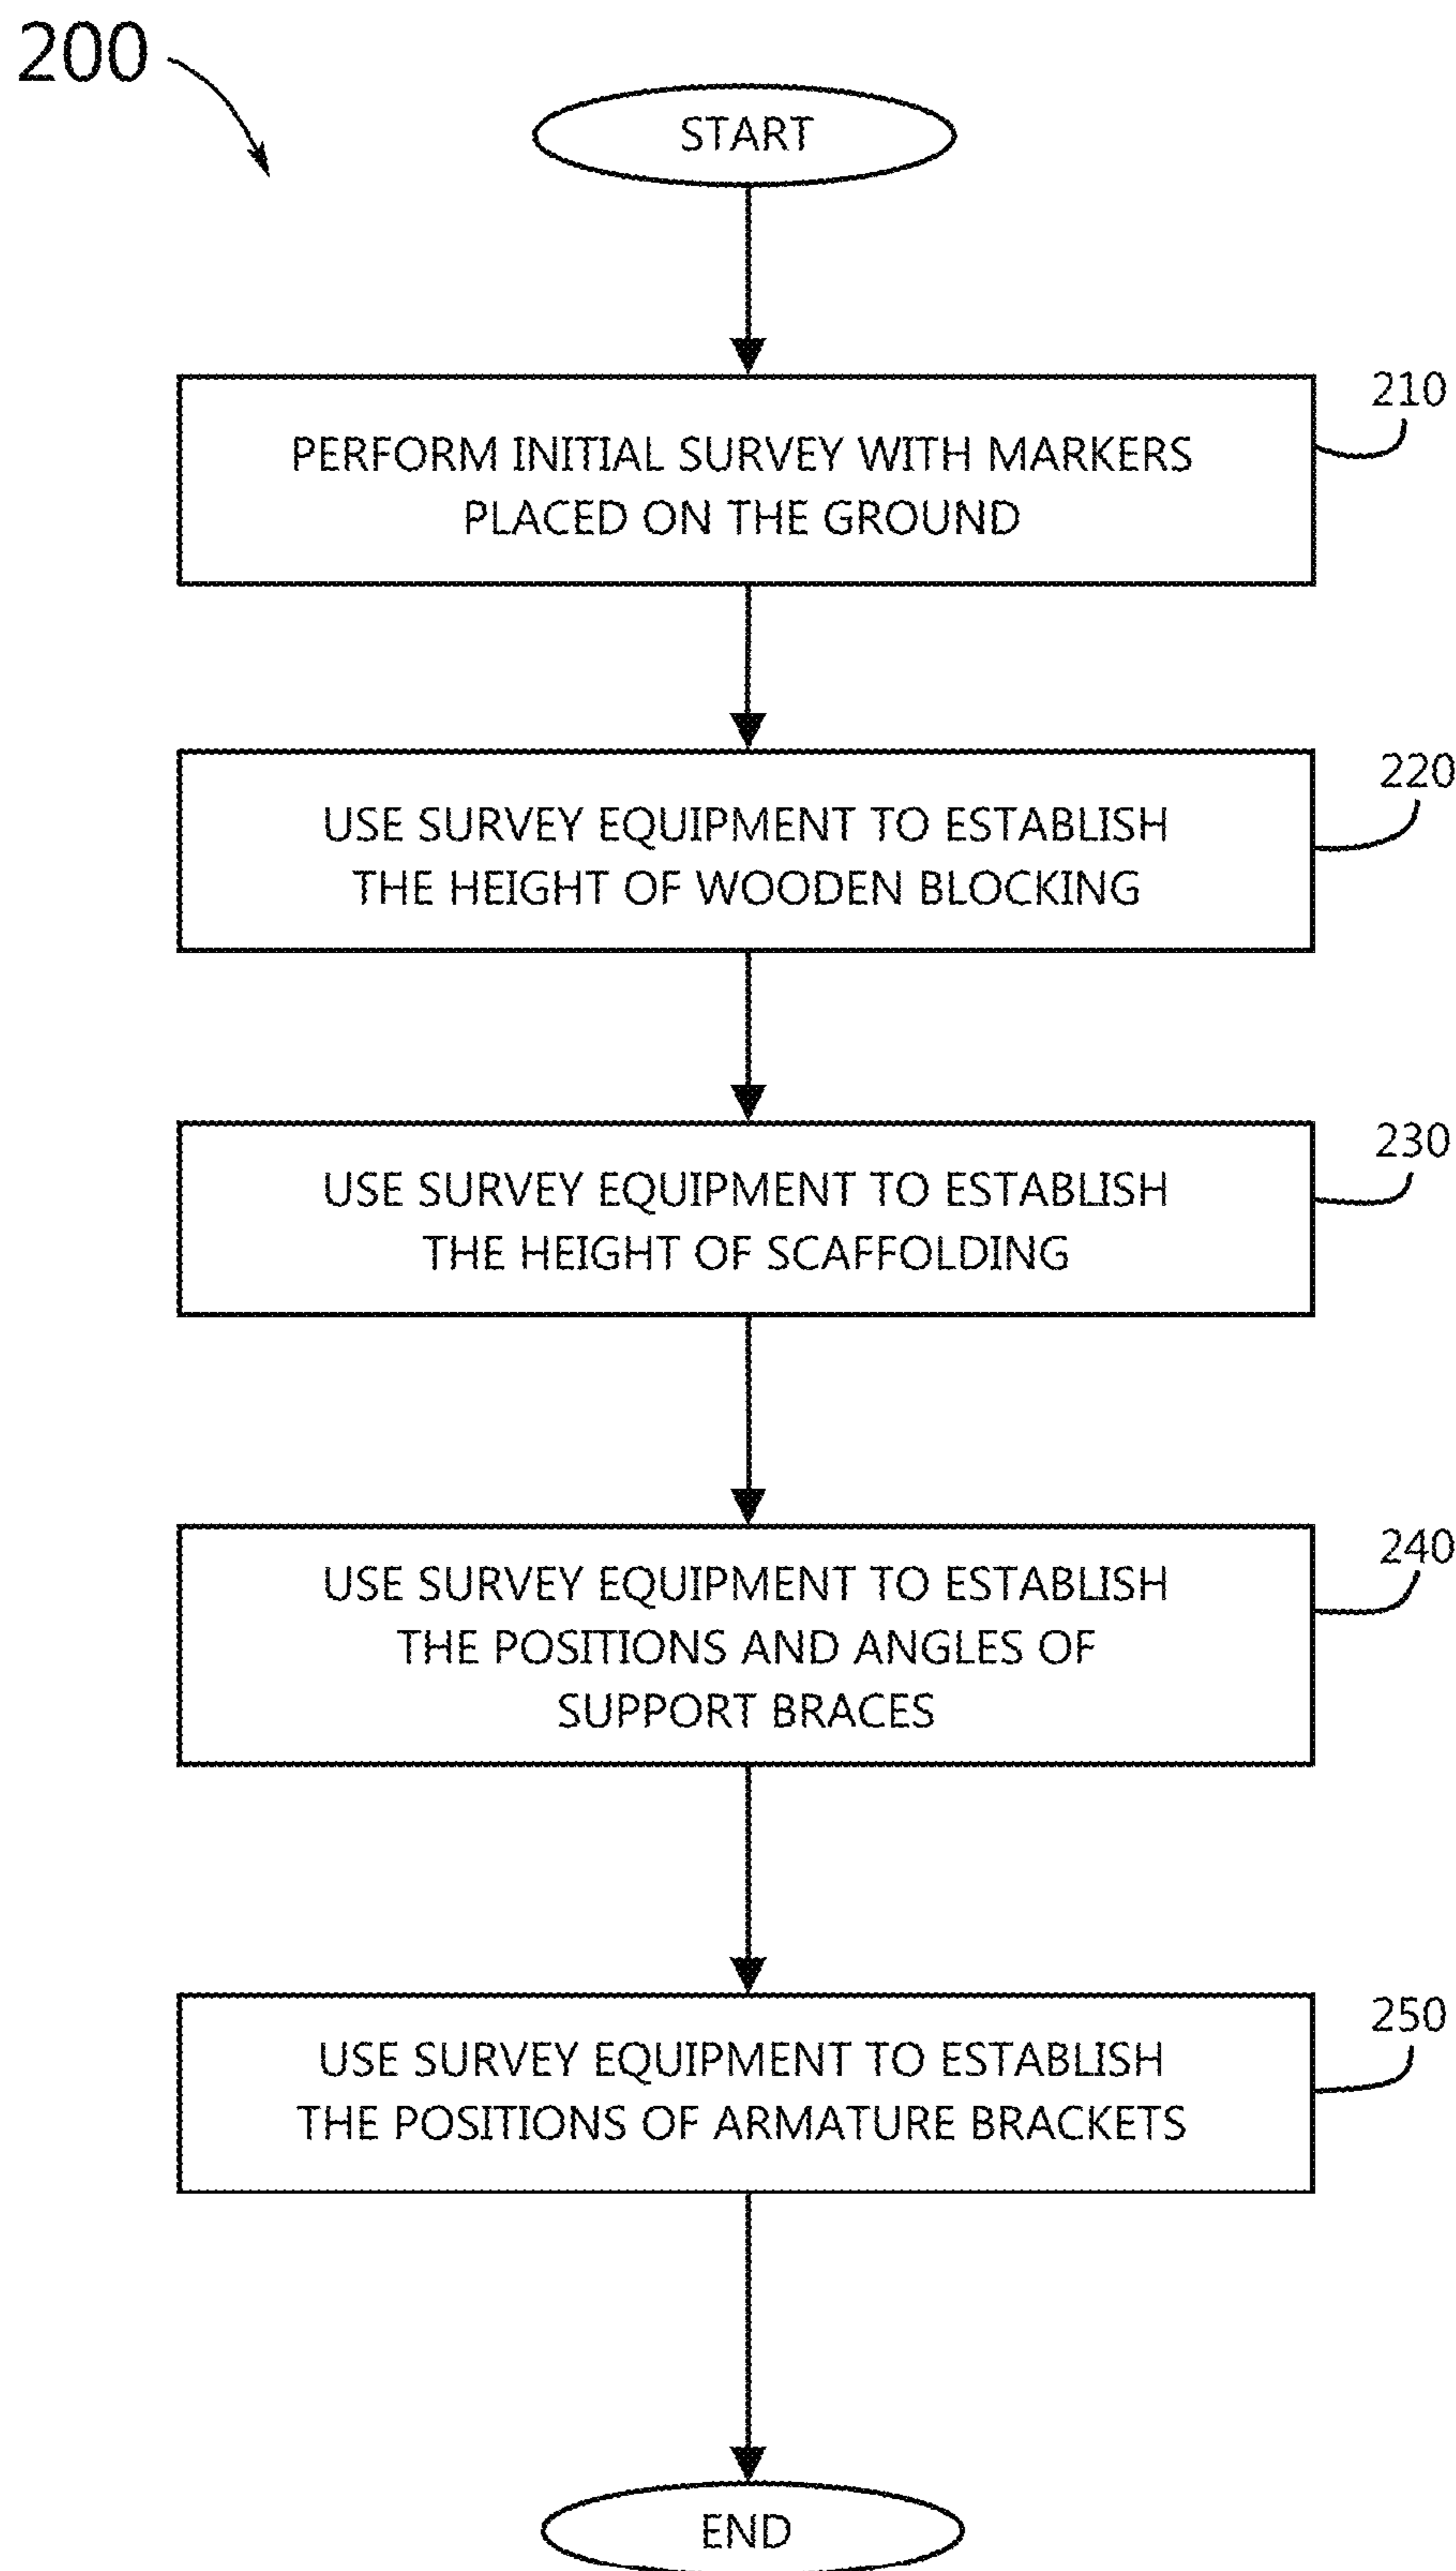 200
START
210
PERFORM INITIAL SURVEY WITH MARKERS
PLACED ON THE GROUND
220
USE SURVEY EQUIPMENT TO ESTABLISH
THE HEIGHT OF WOODEN BLOCKING
230
USE SURVEY EQUIPMENT TO ESTABLISH
THE HEIGHT OF SCAFFOLDING
240
USE SURVEY EQUIPMENT TO ESTABLISH
THE POSITIONS AND ANGLES OF
SUPPORT BRACES
250
USE SURVEY EQUIPMENT TO ESTABLISH
THE POSITIONS OF ARMATURE BRACKETS
END